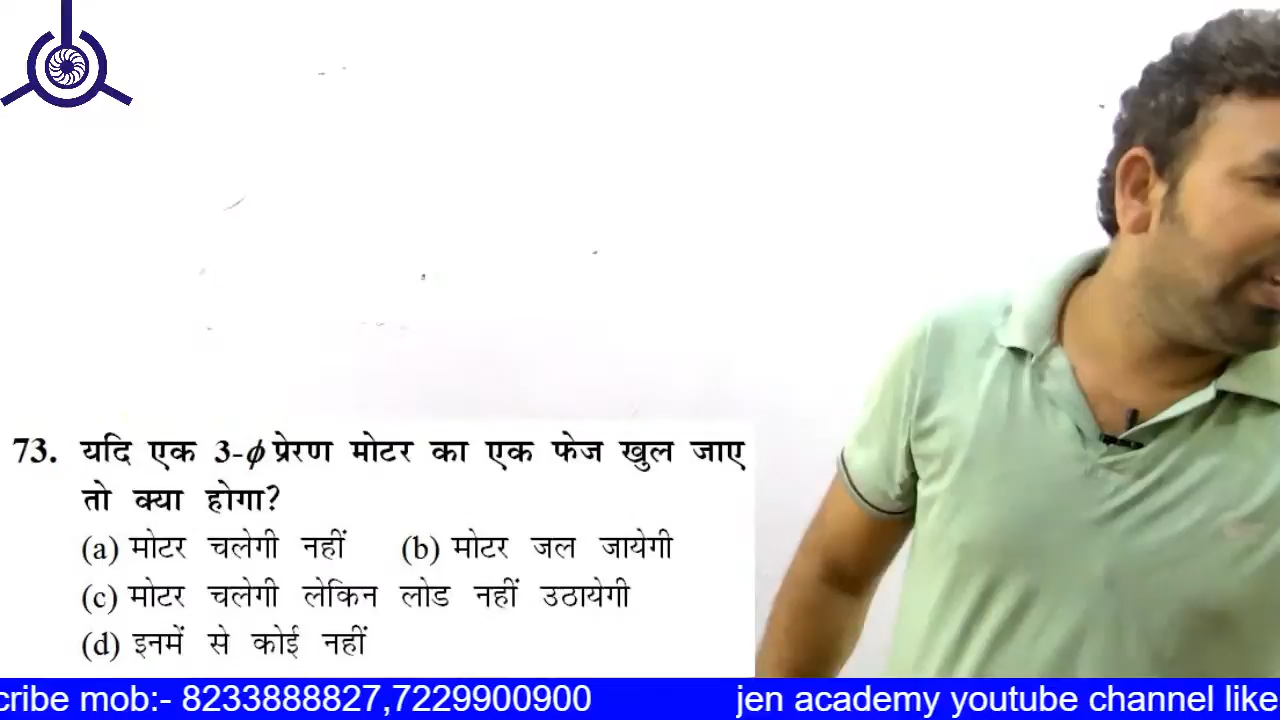 73. यदि एक 3-ϕ प्रेरण मोटर का एक फेज खुल जाए
तो क्या होगा?
(a) मोटर चलेगी नहीं (b) मोटर जल जायेगी
(c) मोटर चलेगी लेकिन लोड नहीं उठायेगी
(d) इनमें से कोई नहीं
cribe mob:- 8233888827,7229900900 jen academy youtube channel like